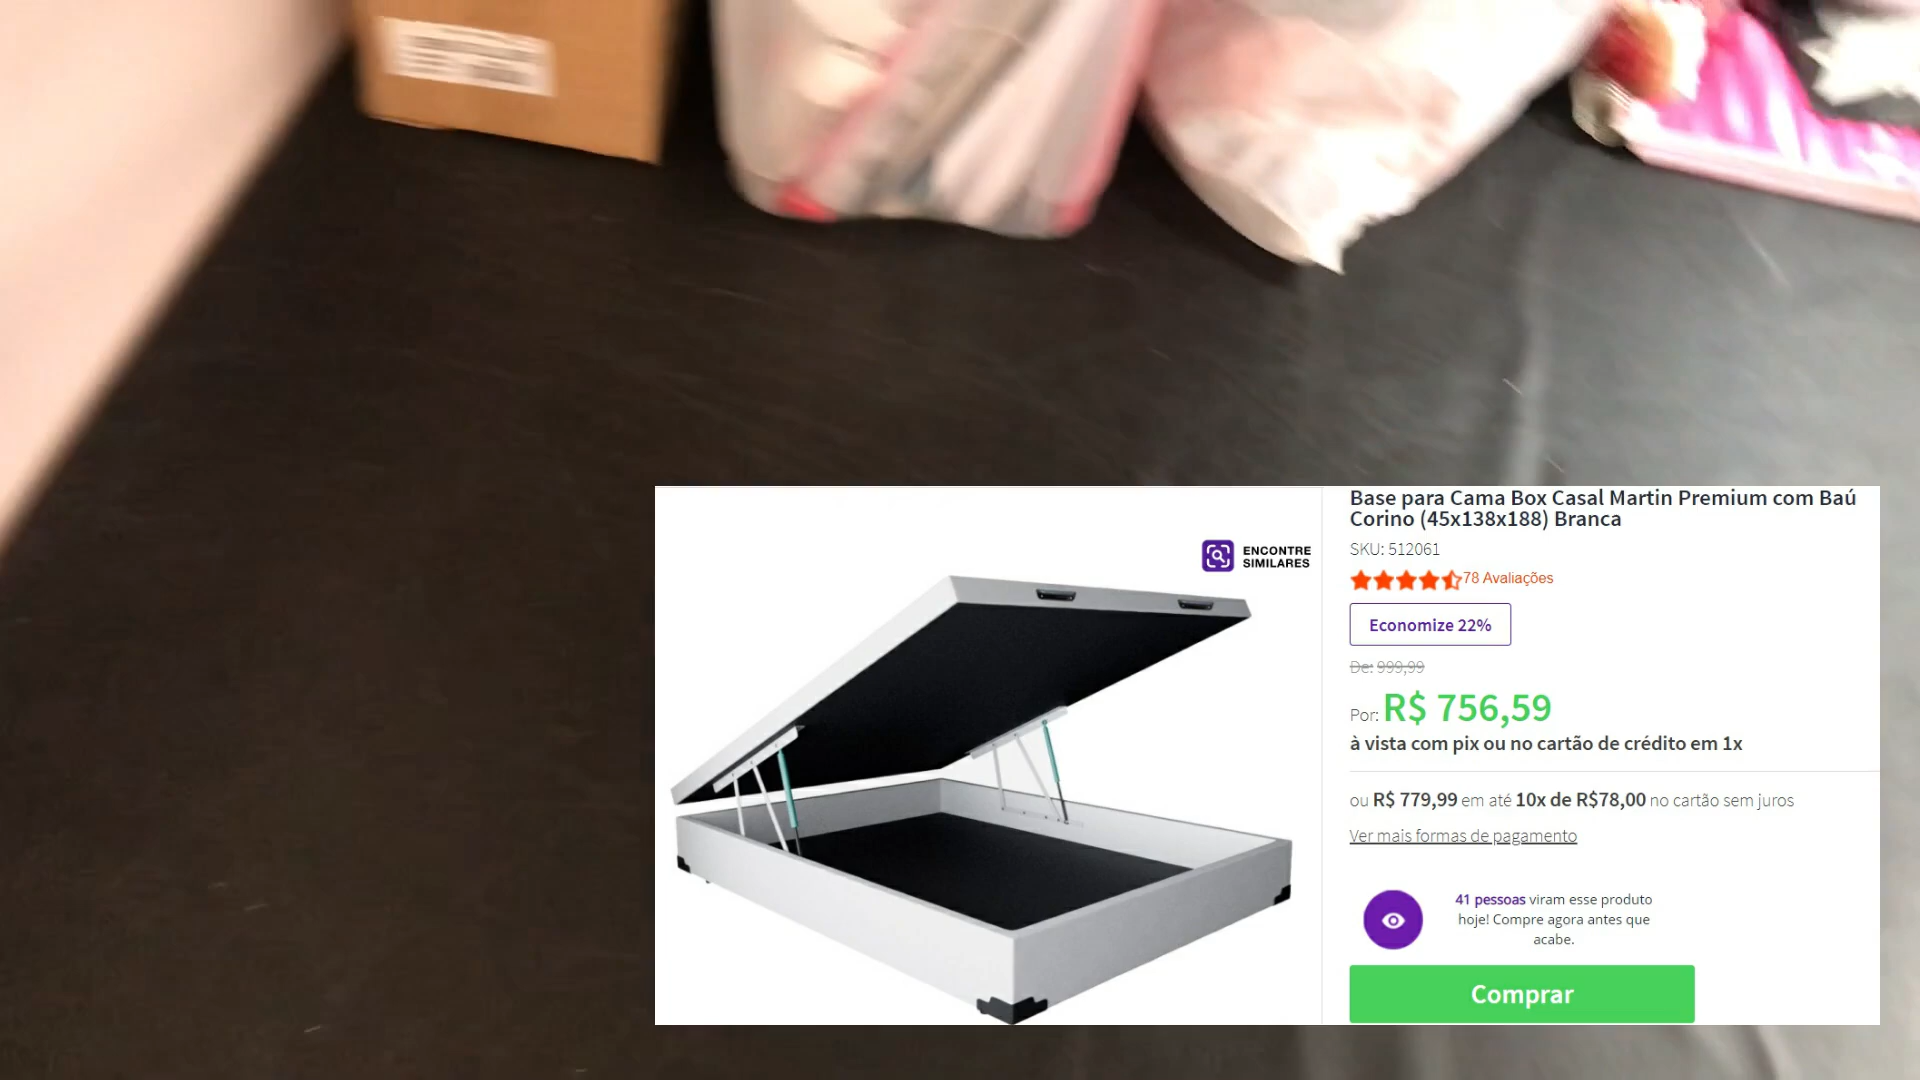 ENCONTRE
SIMILARES
Base para Cama Box Casal Martin Premium com Baú
Corino (45x138x188) Branca
SKU: 512061
78 Avaliações
Economize 22%
De: 999,99
Por: R$ 756,59
à vista com pix ou no cartão de crédito em 1x
ou R$ 779,99 em até 10x de R$78,00 no cartão sem juros
Ver mais formas de pagamento
41 pessoas viram esse produto
hoje! Compre agora antes que
acabe.
Comprar